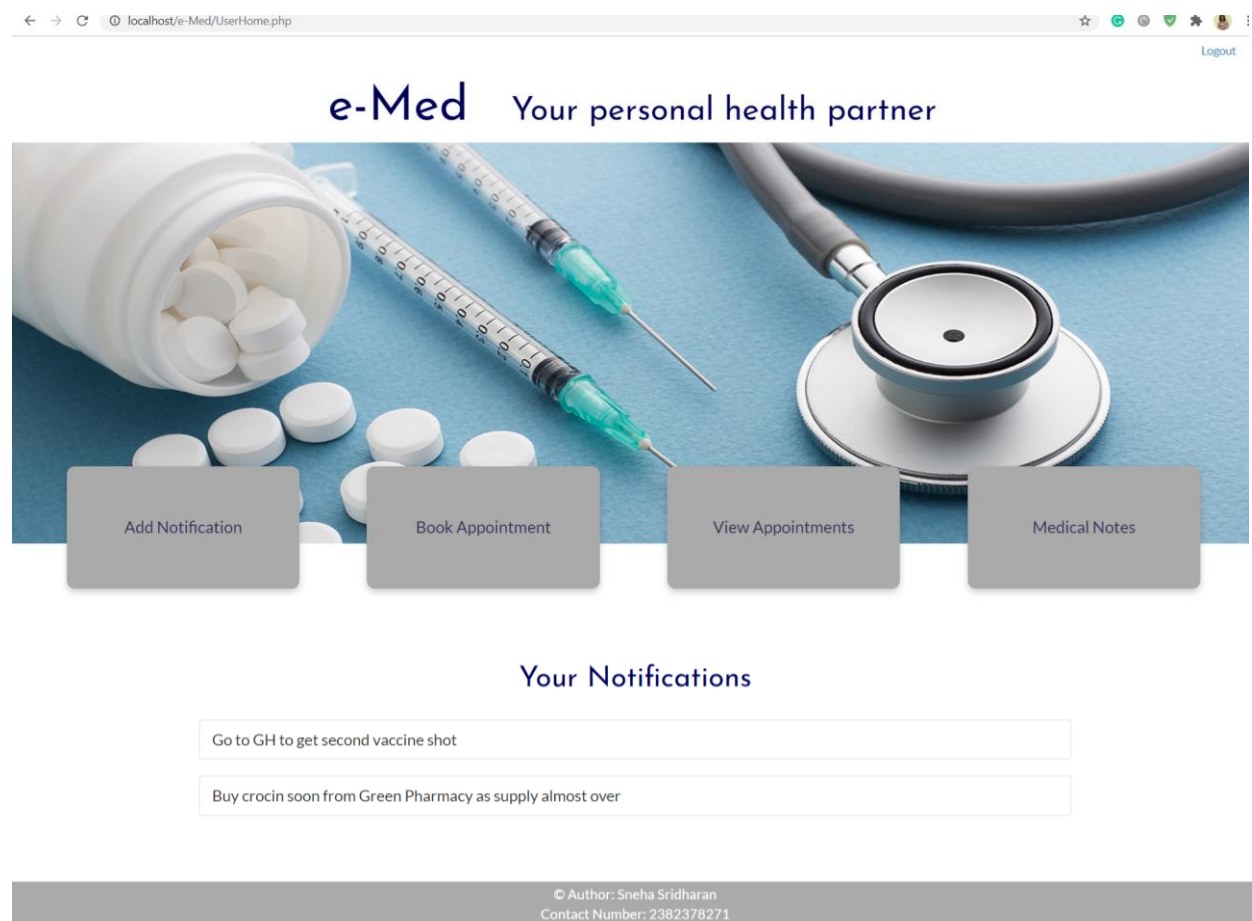 localhost/e-Med/UserHome.php
Logout
e-Med Your personal health partner
Add Notification Book Appointment View Appointments Medical Notes
Your Notifications
Go to GH to get second vaccine shot
Buy crocin soon from Green Pharmacy as supply almost over
© Author: Sneha Sridharan
Contact Number: 2382378271